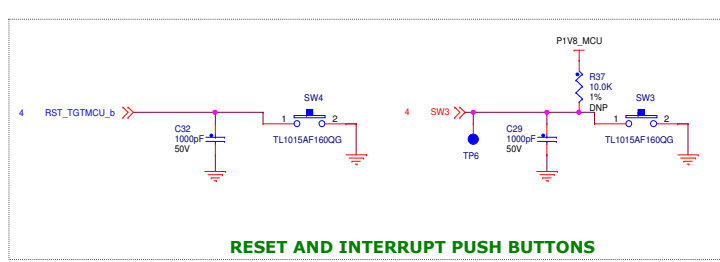 P1V8_MCU
R37
10.0K
1%
DNP
4 RST_TGTMCU_b
SW4
1 2
C32
1000pF
50V
TL1015AF160QG
4 SW3
TP6
C29
1000pF
50V
SW3
1 2
TL1015AF160QG
RESET AND INTERRUPT PUSH BUTTONS